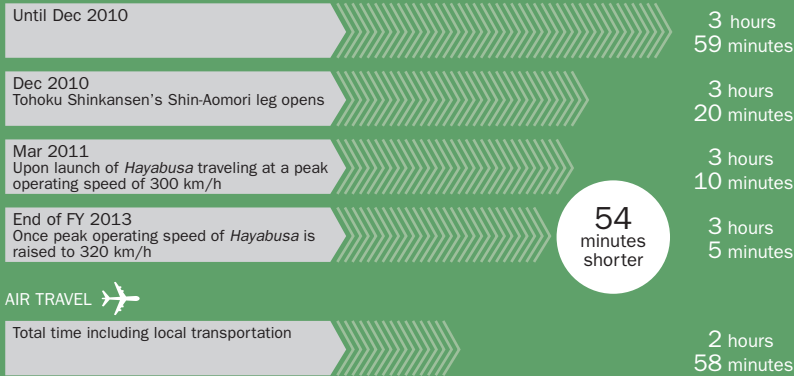 Until Dec 2010
3 hours
59 minutes
Dec 2010
Tohoku Shinkansen's Shin-Aomori leg opens
3 hours
20 minutes
Mar 2011
Upon launch of Hayabusa traveling at a peak
operating speed of 300 km/h
3 hours
10 minutes
End of FY 2013
Once peak operating speed of Hayabusa is
raised to 320 km/h
54
minutes
shorter
3 hours
5 minutes
AIR TRAVEL
Total time including local transportation
2 hours
58 minutes